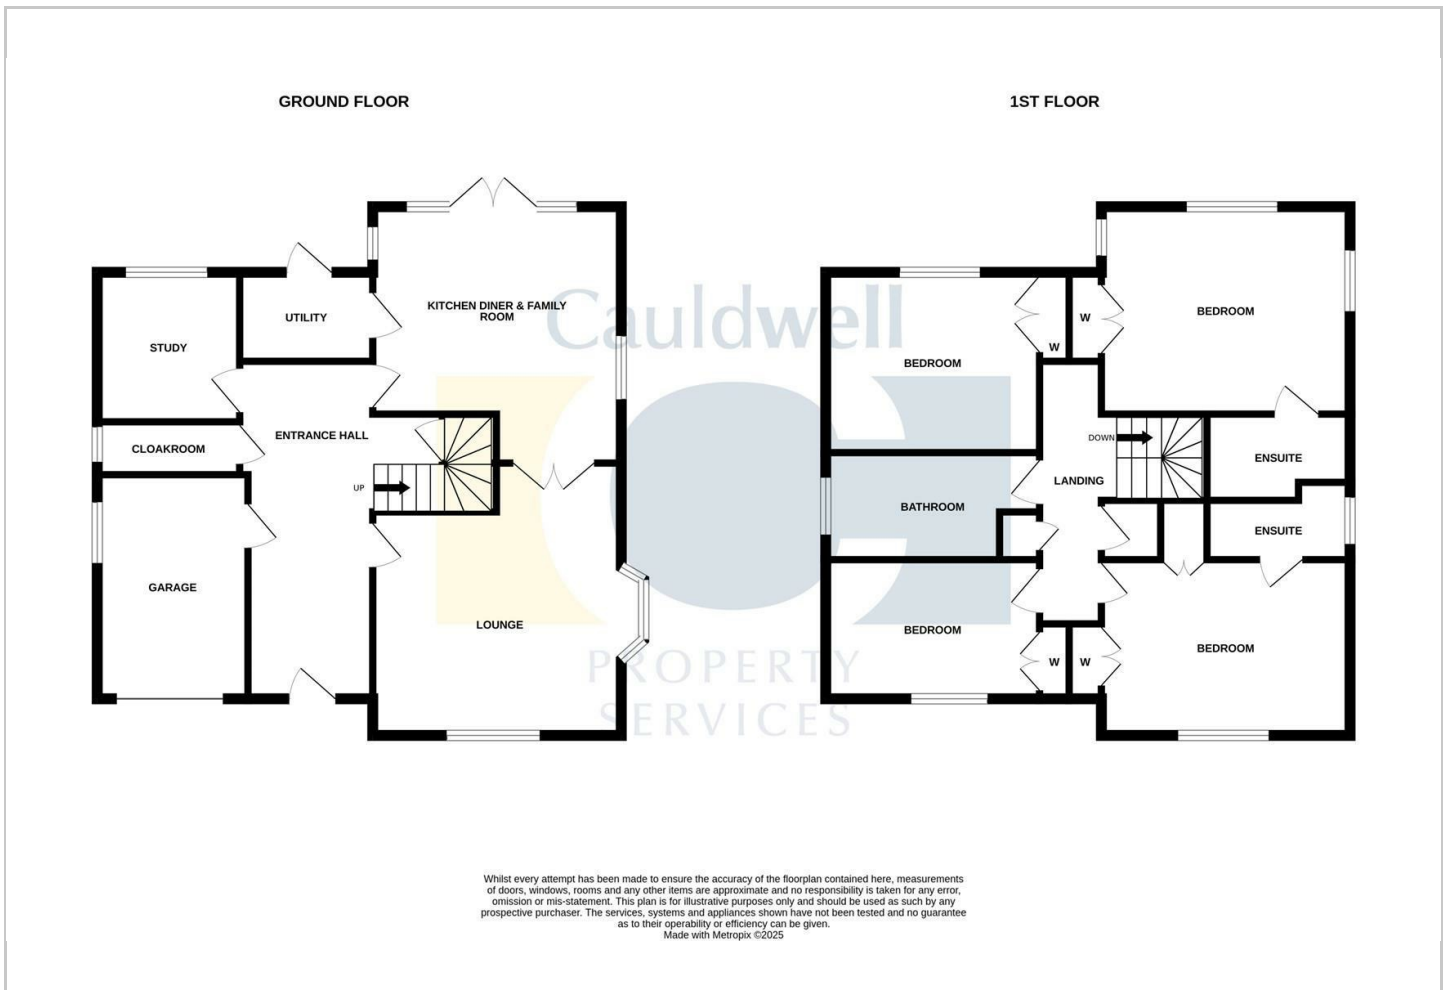 GROUND FLOOR
KITCHEN DINER & FAMILY
ROOM
UTILITY
STUDY
ENTRANCE HALL
CLOAKROOM
UP
GARAGE
LOUNGE
1ST FLOOR
BEDROOM
W
W
BEDROOM
DOWN
ENSUITE
LANDING
BATHROOM
ENSUITE
BEDROOM
W
W
BEDROOM
Cauldwell
PROPERTY
SERVICES
Whilst every attempt has been made to ensure the accuracy of the floorplan contained here, measurements
of doors, windows, rooms and any other items are approximate and no responsibility is taken for any error,
omission or mis-statement. This plan is for illustrative purposes only and should be used as such by any
prospective purchaser. The services, systems and appliances shown have not been tested and no guarantee
as to their operability or efficiency can be given.
Made with Metropix ©2025